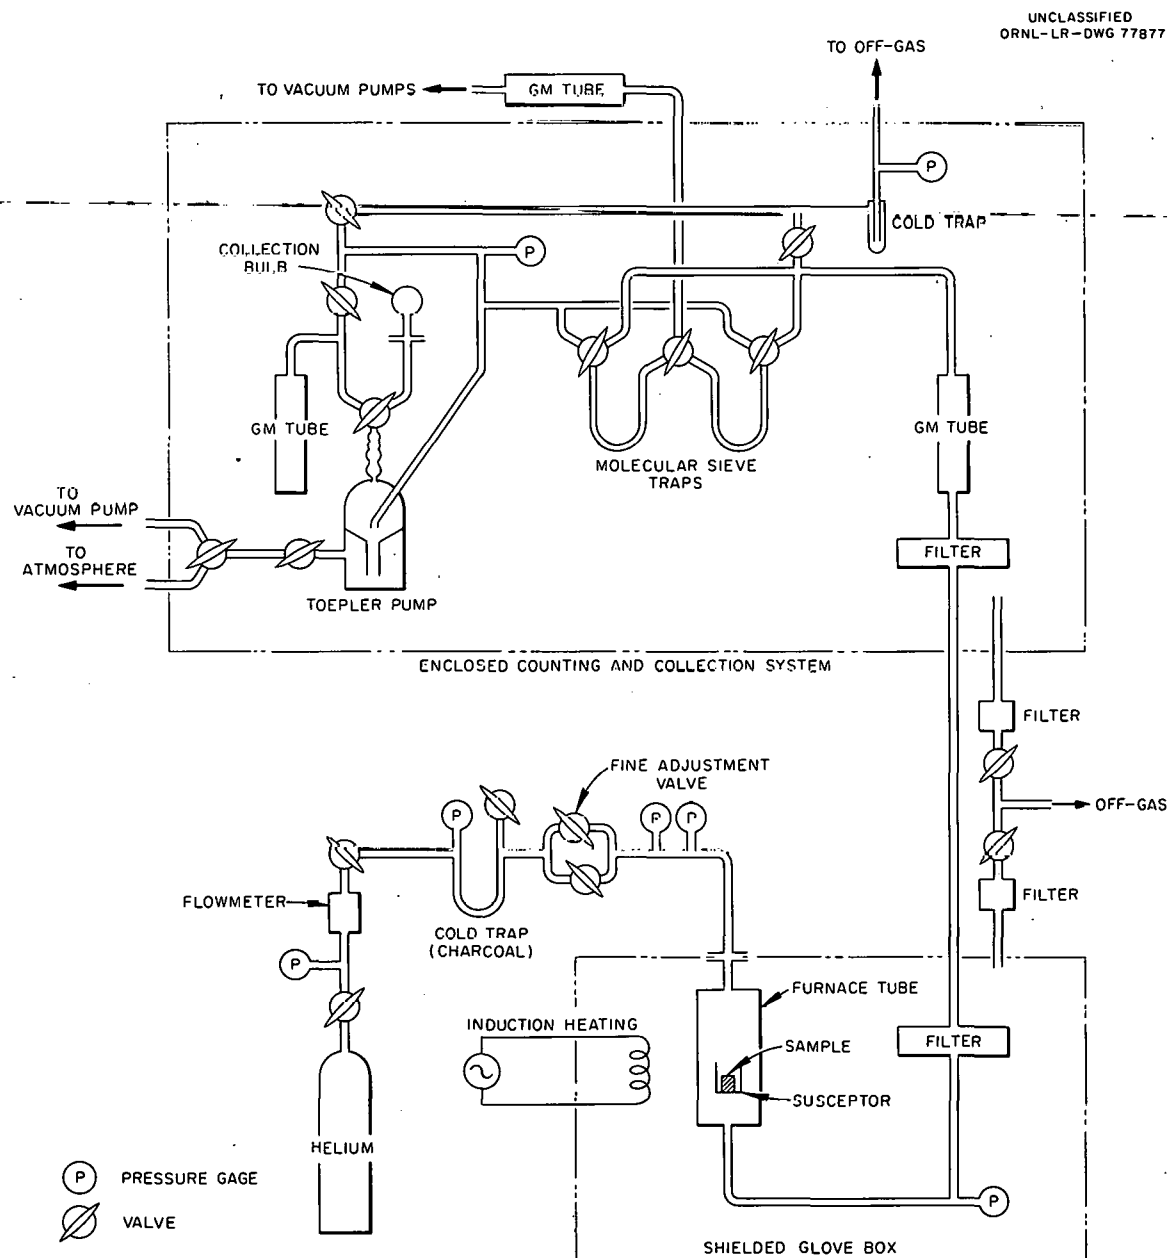 UNCLASSIFIED
ORNL-LR-DWG 77877
TO OFF-GAS
TO VACUUM PUMPS
GM TUBE
P
COLD TRAP
COLLECTION
BULB
P
GM TUBE
GM TUBE
MOLECULAR SIEVE
TRAPS
TO
VACUUM PUMP
TO
ATMOSPHERE
FILTER
TOEPLER PUMP
ENCLOSED COUNTING AND COLLECTION SYSTEM
FILTER
FINE ADJUSTMENT
VALVE
OFF-GAS
P
P
P
FILTER
FLOWMETER
COLD TRAP
(CHARCOAL)
P
FURNACE TUBE
INDUCTION HEATING
FILTER
SAMPLE
SUSCEPTOR
HELIUM
P
PRESSURE GAGE
P
VALVE
SHIELDED GLOVE BOX